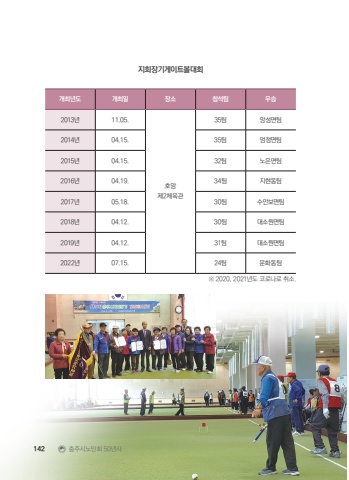 지회장기게이트볼대회
개최년도 개최일 장소 참석팀 우승
2013년 11.05. 호암 제2체육관 35팀 앙성면팀
2014년 04.15. 35팀 엄정면팀
2015년 04.15. 32팀 노은면팀
2016년 04.19. 34팀 지현동팀
2017년 05.18. 30팀 수안보면팀
2018년 04.12. 30팀 대소원면팀
2019년 04.12. 31팀 대소원면팀
2022년 07.15. 24팀 문화동팀
※ 2020, 2021년도 코로나로 취소.
8
142 충주시노인회 50년사